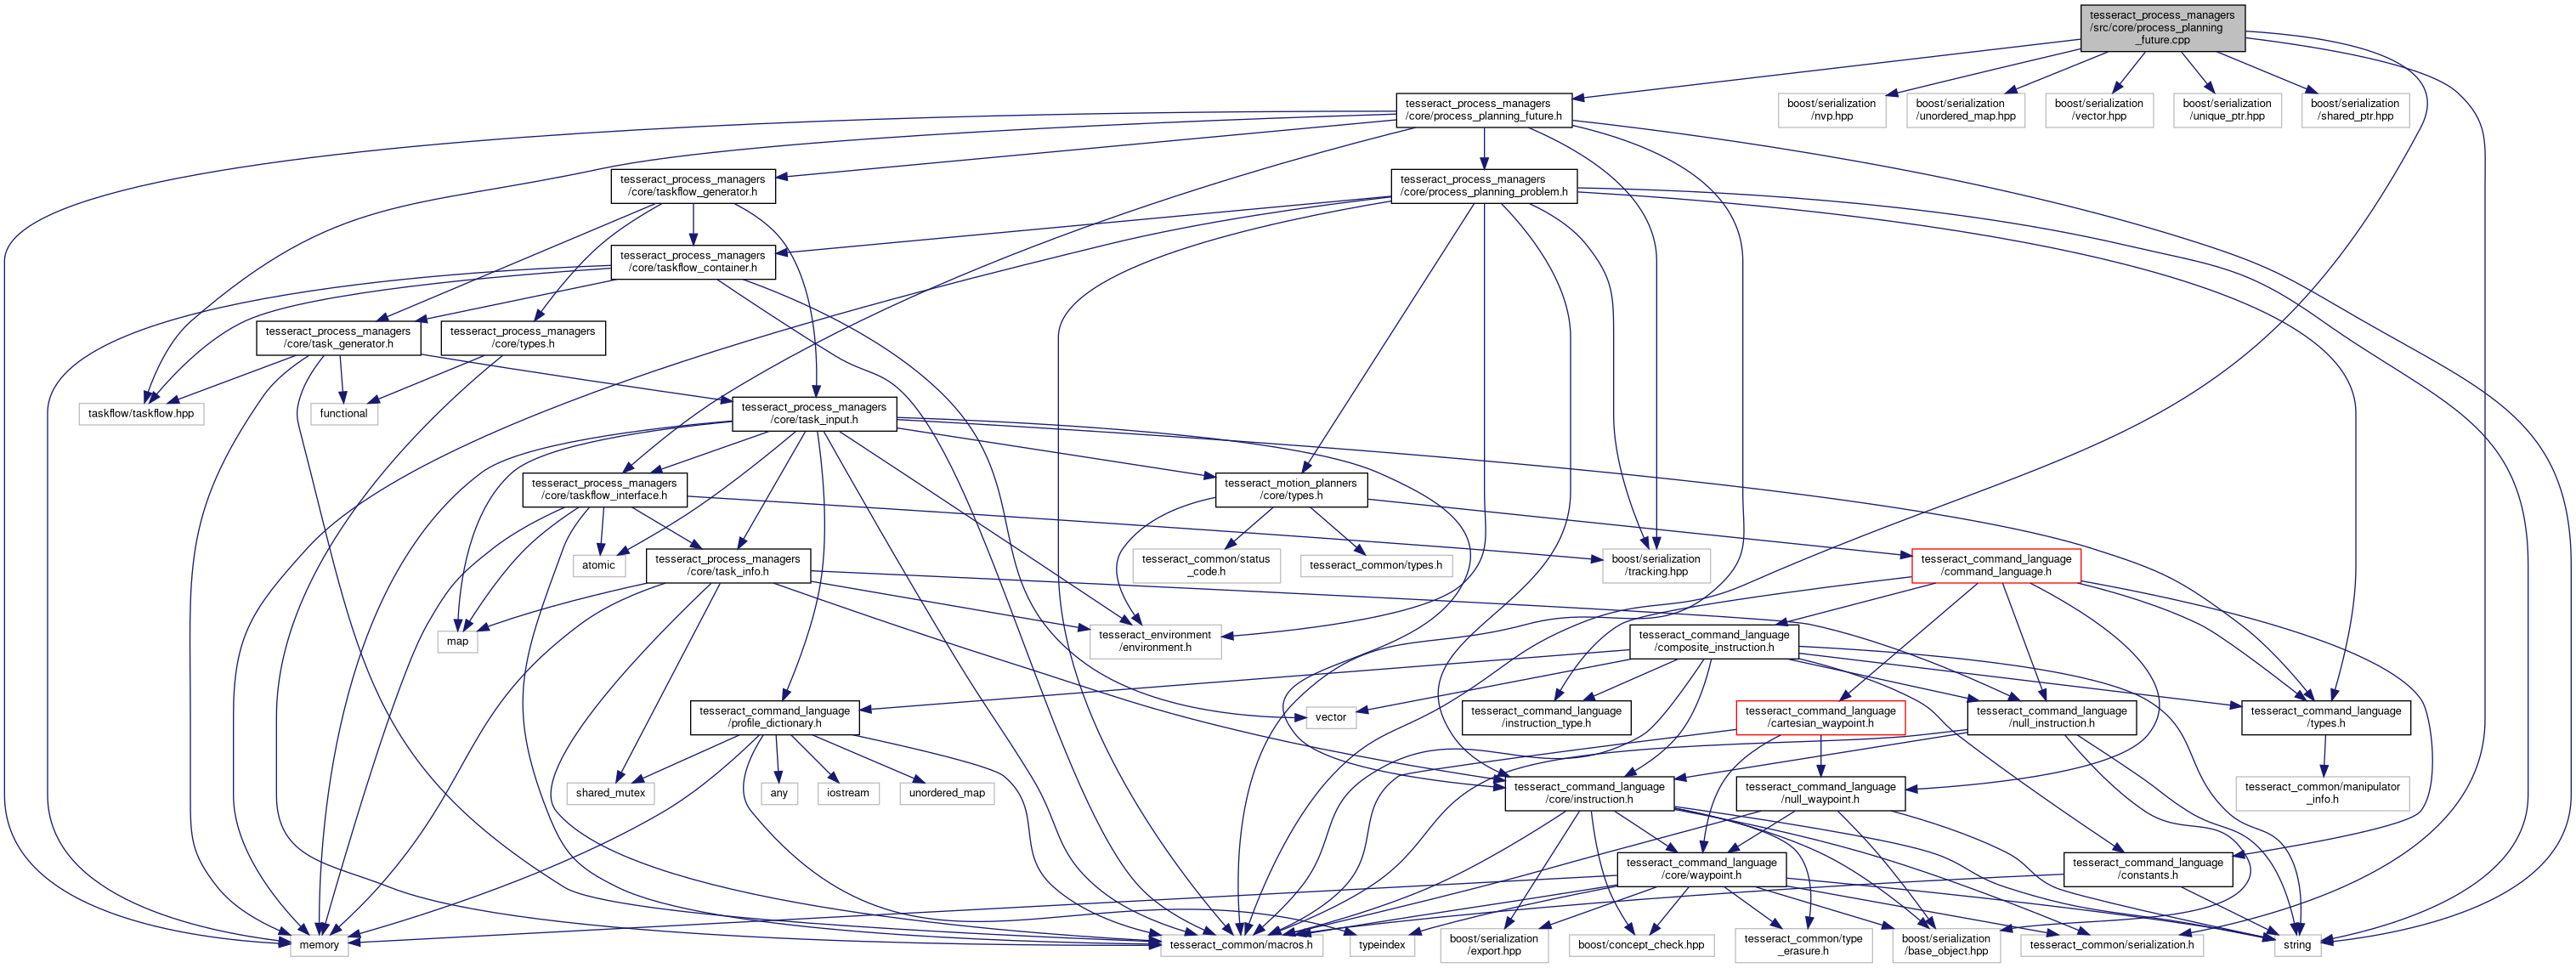 tesseract_process_managers
/src/core/process_planning
_future.cpp
tesseract_process_managers
/core/process_planning_future.h
boost/serialization
/nvp.hpp
boost/serialization
/unordered_map.hpp
boost/serialization
/vector.hpp
boost/serialization
/unique_ptr.hpp
boost/serialization
/shared_ptr.hpp
tesseract_process_managers
/core/taskflow_generator.h
tesseract_process_managers
/core/process_planning_problem.h
tesseract_process_managers
/core/taskflow_container.h
tesseract_process_managers
/core/task_generator.h
tesseract_process_managers
/core/types.h
taskflow/taskflow.hpp
functional
tesseract_process_managers
/core/task_input.h
tesseract_process_managers
/core/taskflow_interface.h
tesseract_motion_planners
/core/types.h
atomic
tesseract_process_managers
/core/task_info.h
tesseract_common/status
_code.h
tesseract_common/types.h
boost/serialization
/tracking.hpp
tesseract_command_language
/command_language.h
map
tesseract_environment
/environment.h
tesseract_command_language
/composite_instruction.h
tesseract_command_language
/profile_dictionary.h
vector
tesseract_command_language
/instruction_type.h
tesseract_command_language
/cartesian_waypoint.h
tesseract_command_language
/null_instruction.h
tesseract_command_language
/types.h
shared_mutex
any
iostream
unordered_map
tesseract_command_language
/core/instruction.h
tesseract_command_language
/null_waypoint.h
tesseract_common/manipulator
_info.h
tesseract_command_language
/core/waypoint.h
tesseract_command_language
/constants.h
memory
tesseract_common/macros.h
typeindex
boost/serialization
/export.hpp
boost/concept_check.hpp
tesseract_common/type
_erasure.h
boost/serialization
/base_object.hpp
tesseract_common/serialization.h
string